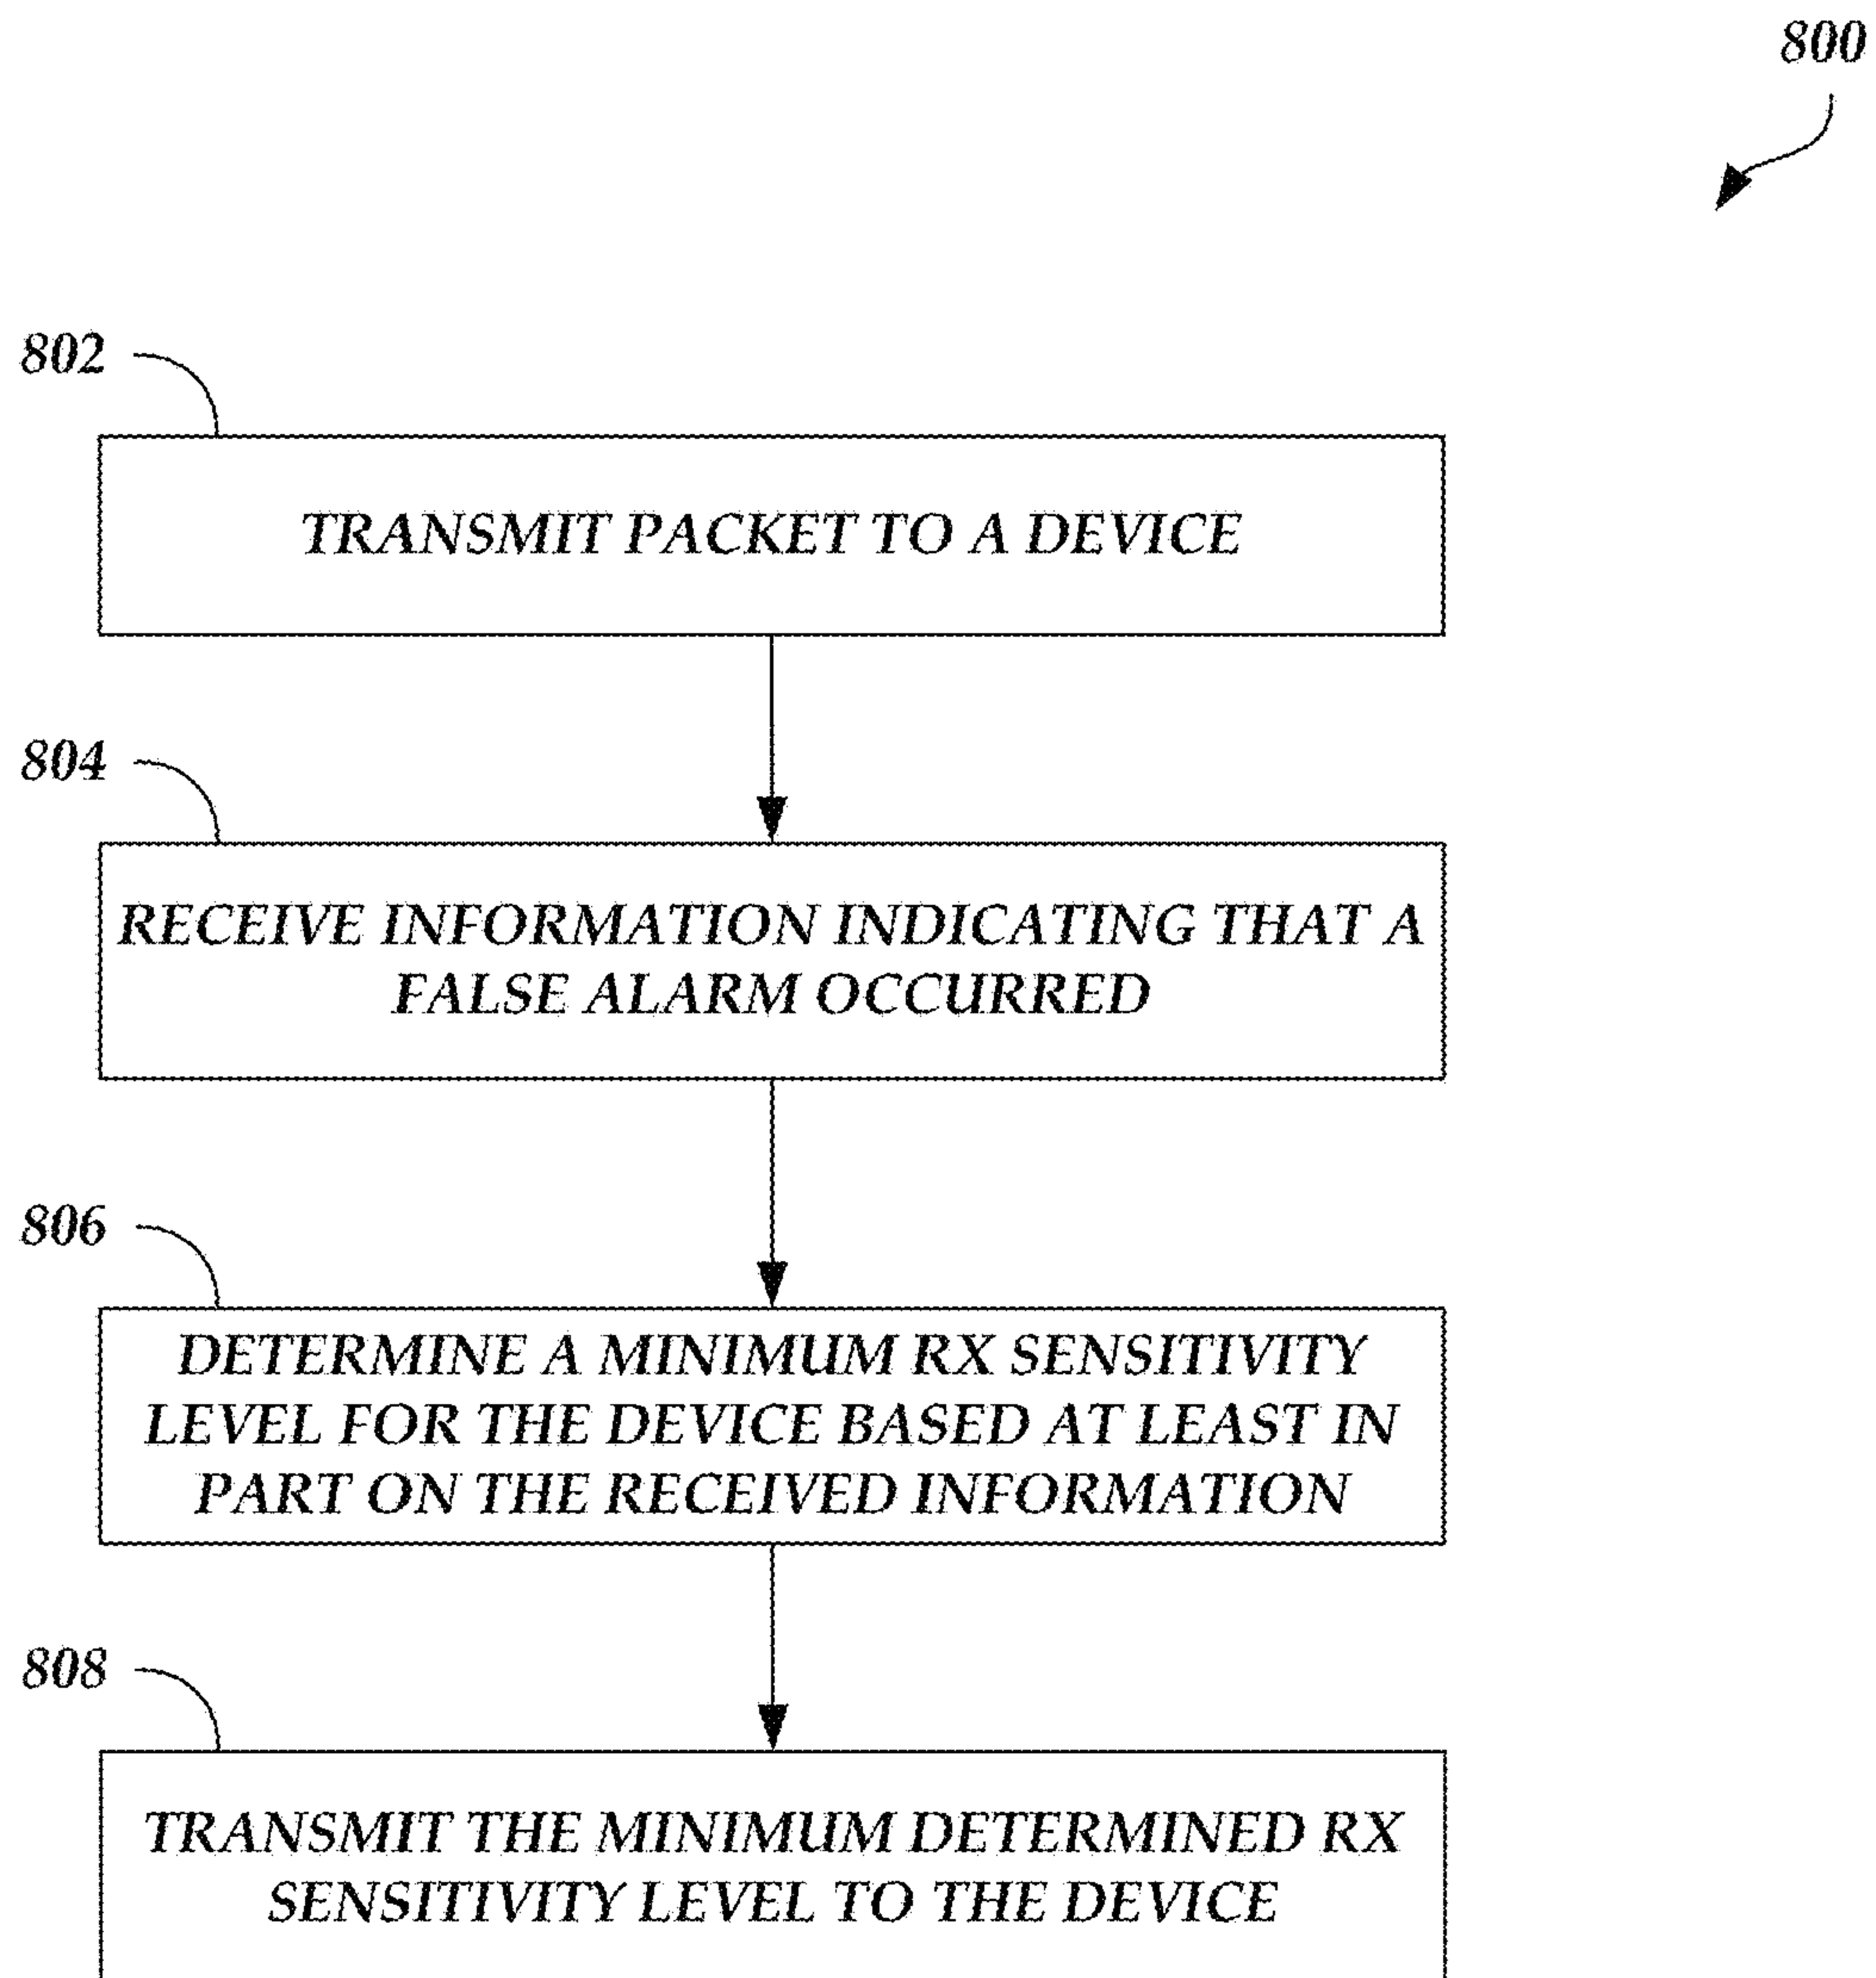 800
802
TRANSMIT PACKET TO A DEVICE
804
RECEIVE INFORMATION INDICATING THAT A
FALSE ALARM OCCURRED
806
DETERMINE A MINIMUM RX SENSITIVITY
LEVEL FOR THE DEVICE BASED AT LEAST IN
PART ON THE RECEIVED INFORMATION
808
TRANSMIT THE MINIMUM DETERMINED RX
SENSITIVITY LEVEL TO THE DEVICE